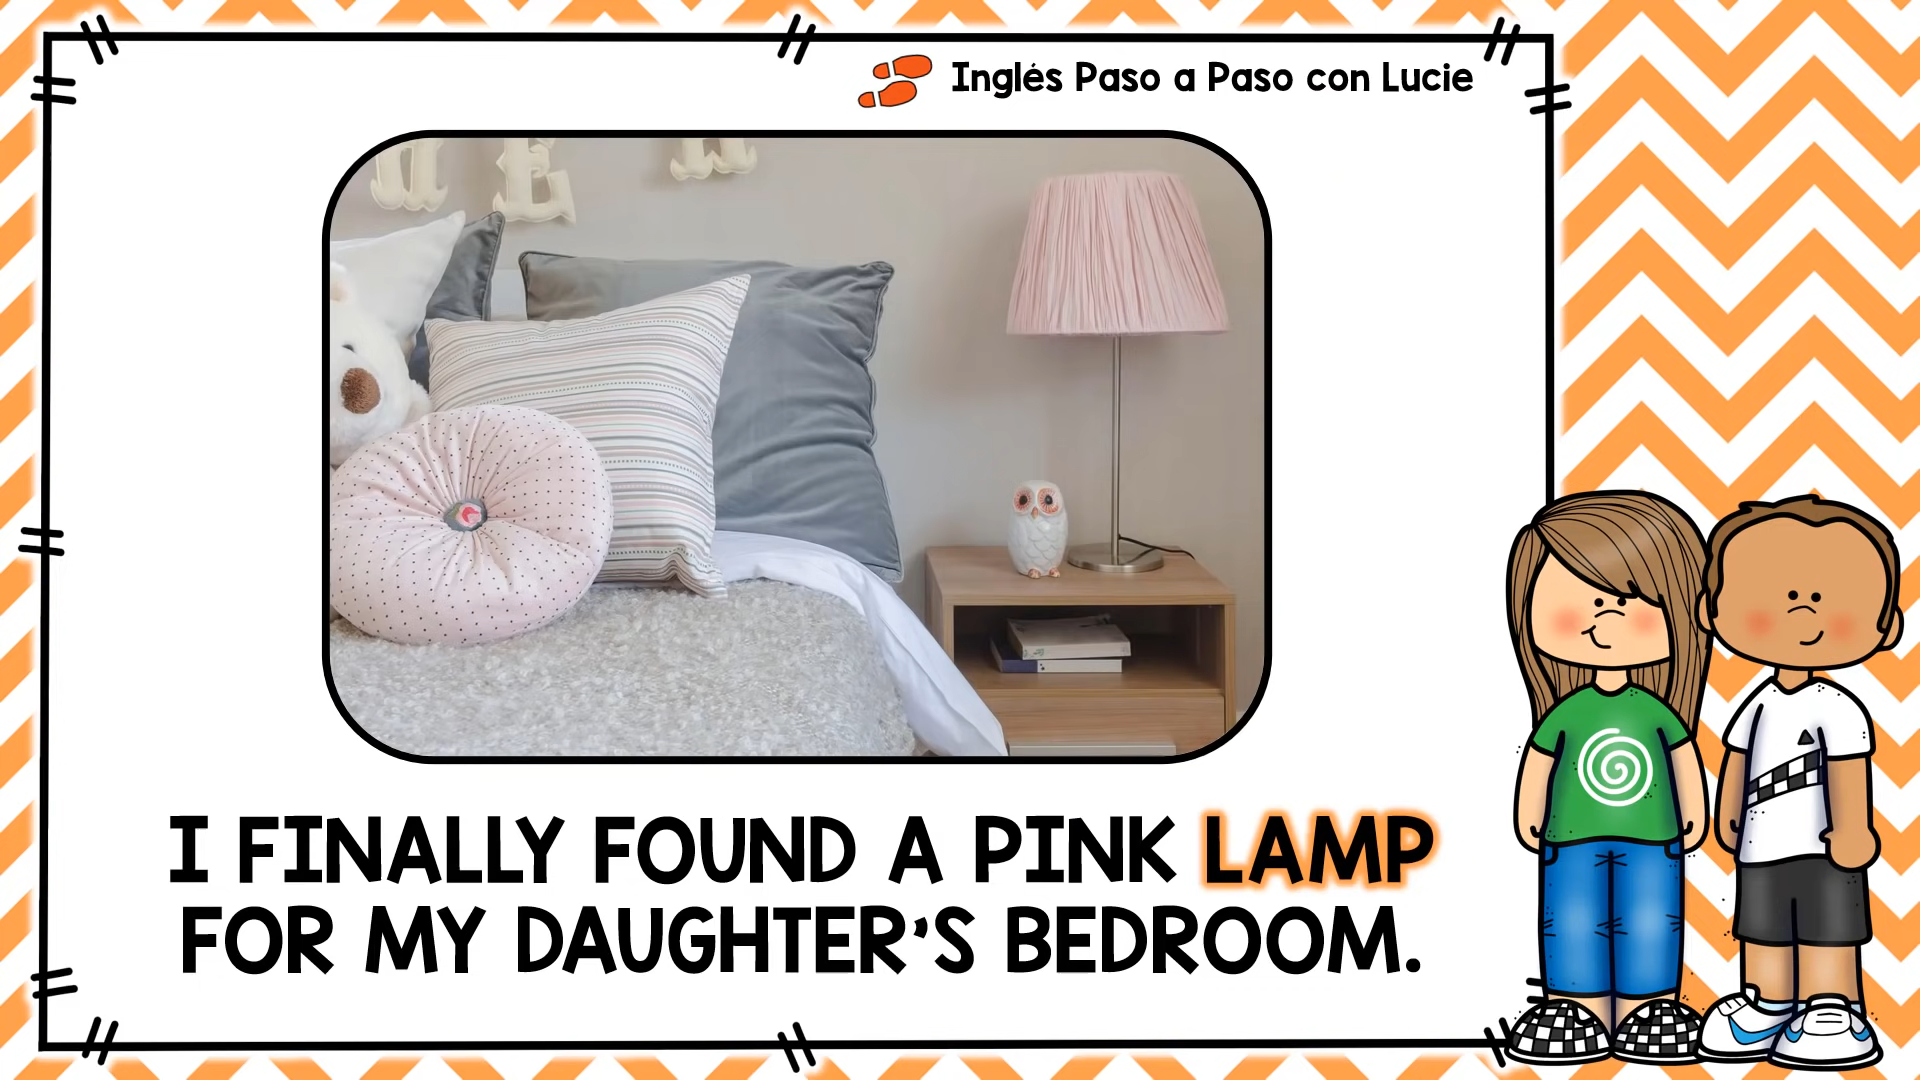 Inglés Paso a Paso con Lucie
I FINALLY FOUND A PINK LAMP
FOR MY DAUGHTER'S BEDROOM.